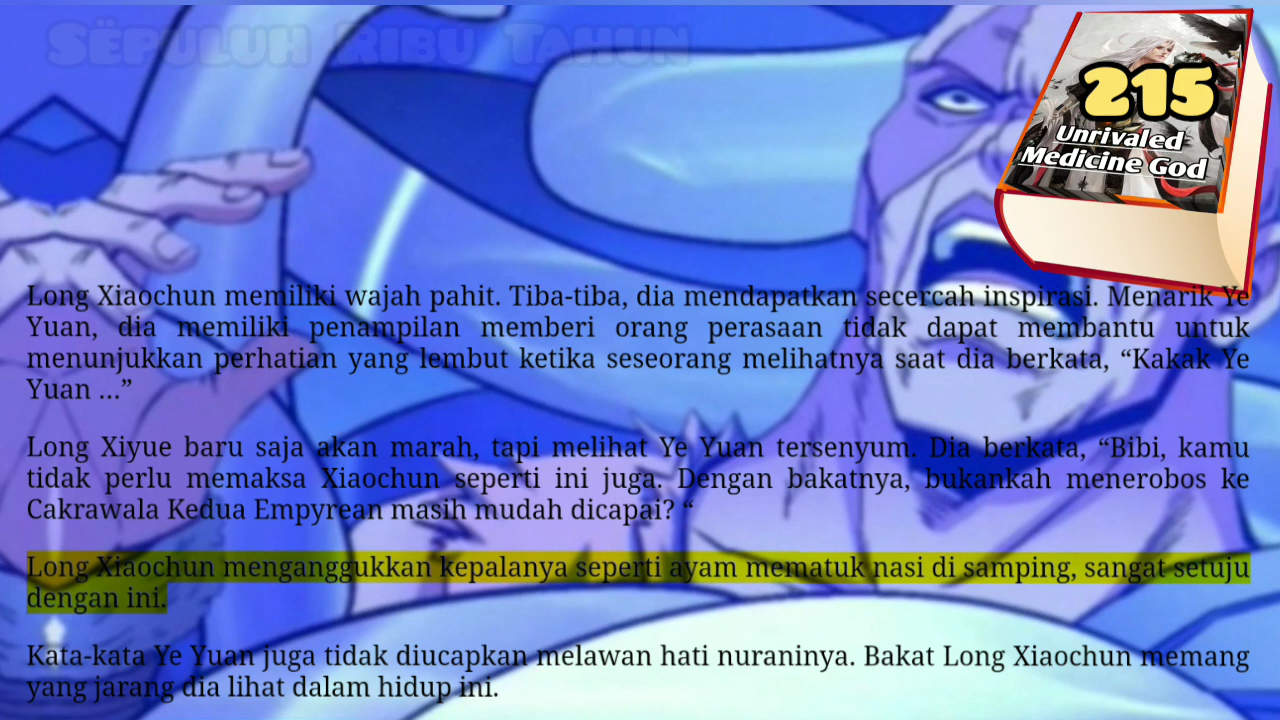 Sëpuluh Ribu Tahun
215
Unrivaled
Medicine God
Long Xiaochun memiliki wajah pahit. Tiba-tiba, dia mendapatkan secercah inspirasi. Menarik Ye
Yuan, dia memiliki penampilan memberi orang perasaan tidak dapat membantu untuk
menunjukkan perhatian yang lembut ketika seseorang melihatnya saat dia berkata, “Kakak Ye
Yuan ...”
Long Xiyue baru saja akan marah, tapi melihat Ye Yuan tersenyum. Dia berkata, “Bibi, kamu
tidak perlu memaksa Xiaochun seperti ini juga. Dengan bakatnya, bukankah menerobos ke
Cakrawala Kedua Empyrean masih mudah dicapai? “
Long Xiaochun menganggukkan kepalanya seperti ayam mematuk nasi di samping, sangat setuju
dengan ini.
Kata-kata Ye Yuan juga tidak diucapkan melawan hati nuraninya. Bakat Long Xiaochun memang
yang jarang dia lihat dalam hidup ini.